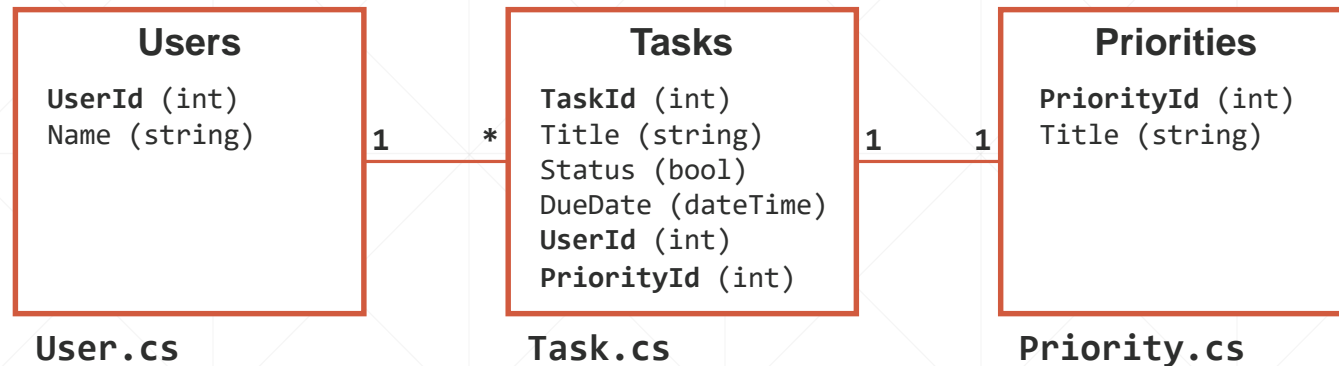 Users
UserId (int)
Name (string)
1
*
Tasks
TaskId (int)
Title (string)
Status (bool)
DueDate (dateTime)
UserId (int)
PriorityId (int)
1
1
Priorities
PriorityId (int)
Title (string)
User.cs
Task.cs
Priority.cs